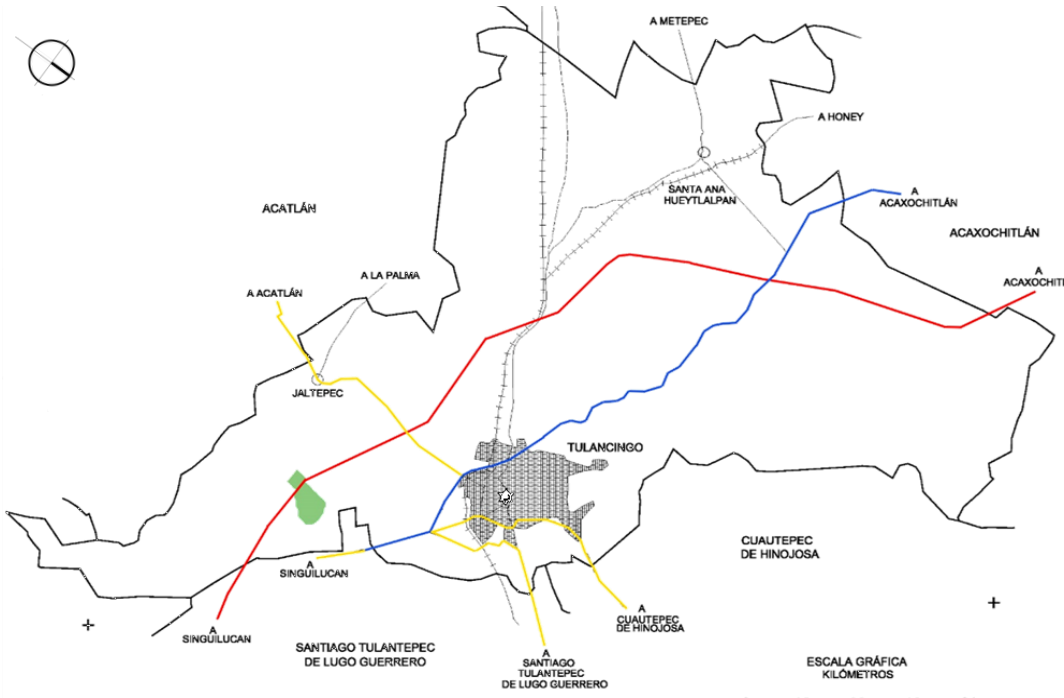 A METEPEC
A HONEY
SANTA ANA
HUEYTLALPAN
A
ACAXOCHITLÁN
ACATLÁN
ACAXOCHITLÁN
A LA PALMA
A
ACAXOCHITL
A ACATLÁN
JALTEPEC
TULANCINGO
CUAUTEPEC
DE HINOJOSA
A
SINGUILUCAN
A
SINGUILUCAN
A
CUAUTEPEC
DE HINOJOSA
SANTIAGO TULANTEPEC
DE LUGO GUERRERO
A
SANTIAGO
TULANTEPEC
DE LUGO GUERRERO
ESCALA GRÁFICA
KILÓMETROS